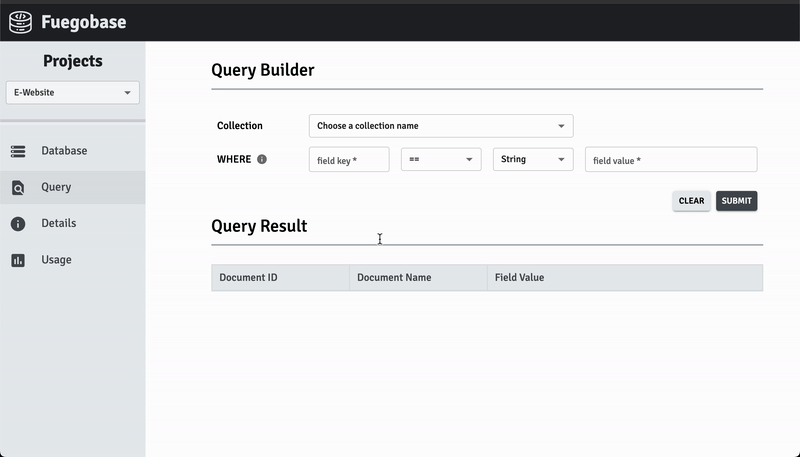 Fuegobase
Projects
E-Website
Database
Query
Details
Usage
Query Builder
Collection
Choose a collection name
WHERE
field key *
==
String
field value *
CLEAR
SUBMIT
Query Result
Document ID
Document Name
Field Value